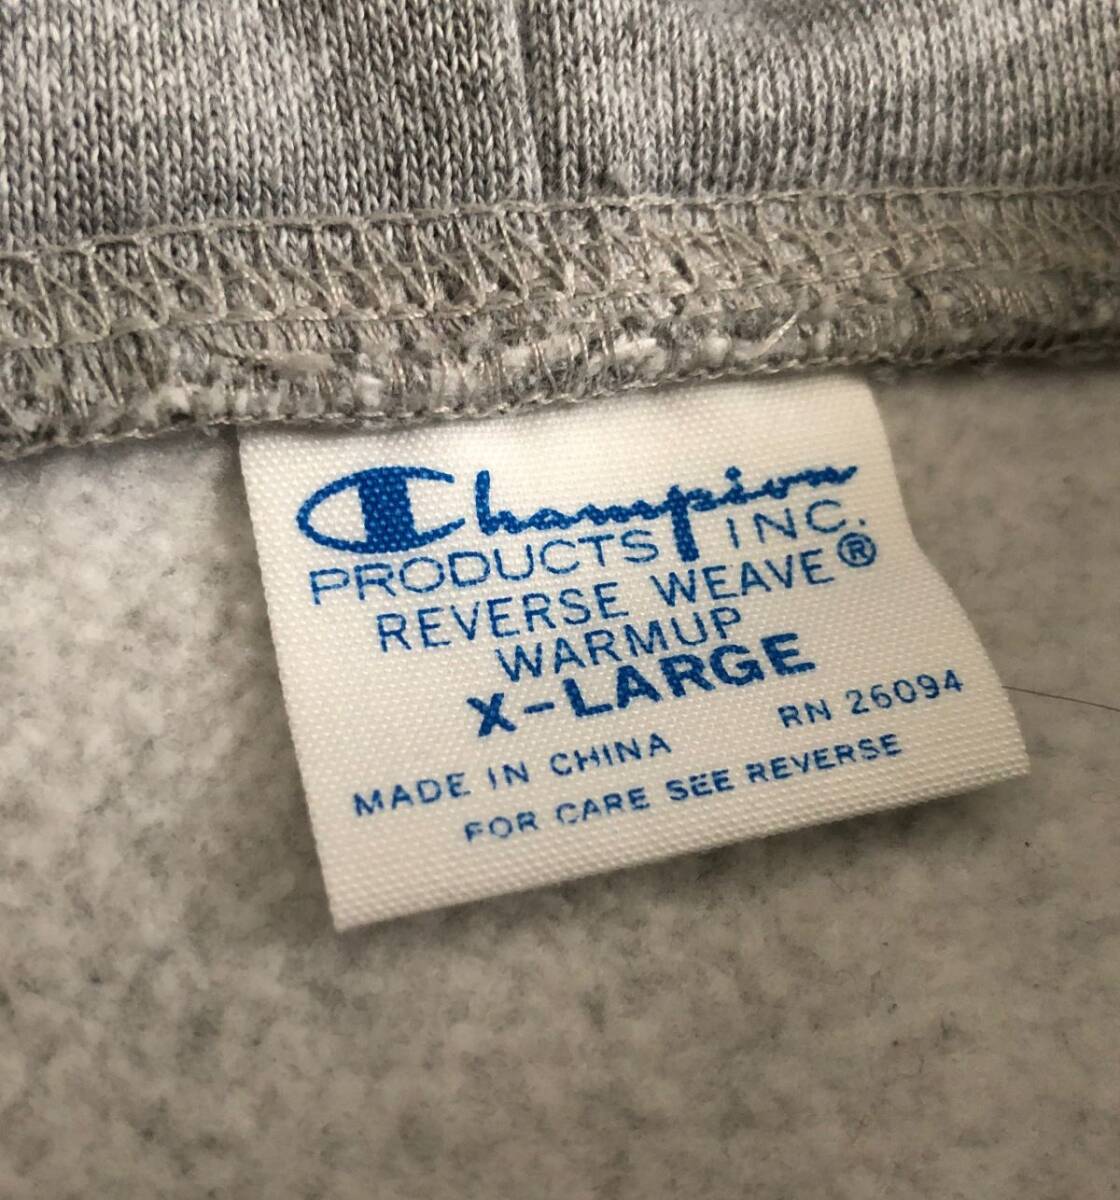 Champion
PRODUCTS INC.
REVERSE WEAVE®
WARMUP
X-LARGE
MADE IN CHINA RN 26094
FOR CARE SEE REVERSE